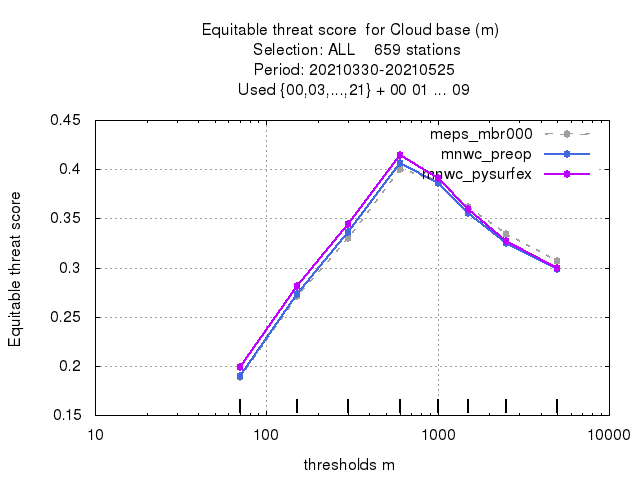 Equitable threat score  for Cloud base (m)
Selection: ALL    659 stations
Period: 20210330-20210525
Used {00,03,...,21} + 00 01 ... 09
meps_mbr000
mnwc_preop
mnwc_pysurfex
Equitable threat score
0.45
0.4
0.35
0.3
0.25
0.2
0.15
10
100
1000
10000
thresholds m